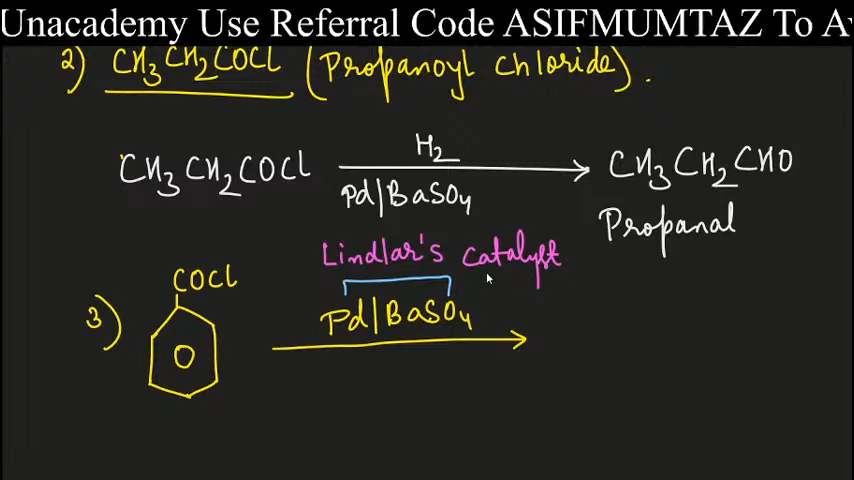 Unacademy Use Referral Code ASIFMUMTAZ To Av
2) CH3CH2COCl (Propanoyl Chloride).
CH3CH2COCl H2 CH3CH2CHO
Pd|BaSO4
Propanal
Lindlar's catalyst
COCl
3) Pd|BaSO4